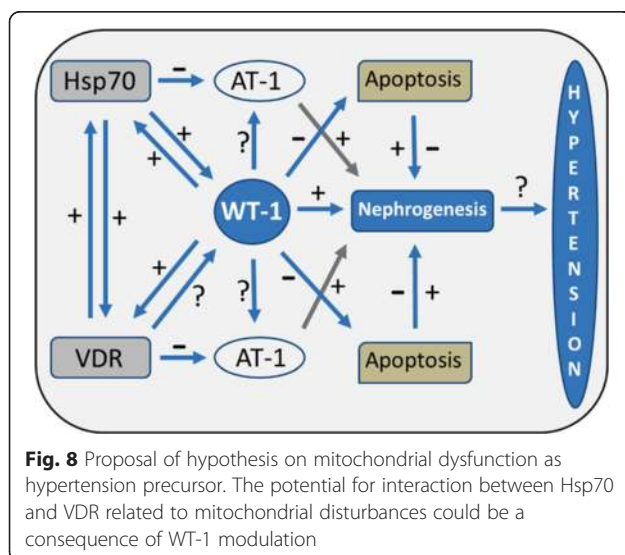 Hsp70
-
AT-1
Apoptosis
+
+
?
-
+
+
-
+
+
WT-1
+
Nephrogenesis
?
+
?
?
-
+
-
+
VDR
-
AT-1
Apoptosis
HYPERTENSION
Fig. 8 Proposal of hypothesis on mitochondrial dysfunction as
hypertension precursor. The potential for interaction between Hsp70
and VDR related to mitochondrial disturbances could be a
consequence of WT-1 modulation